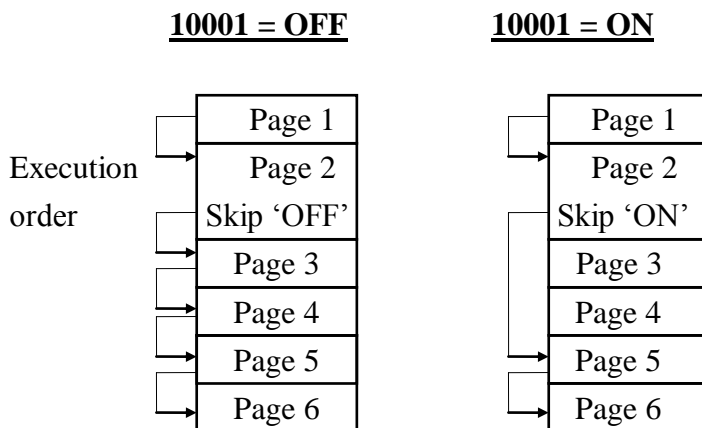 10001 = OFF
10001 = ON
Execution
order
Page 1
Page 2
Skip ‘OFF’
Page 3
Page 4
Page 5
Page 6
Page 1
Page 2
Skip ‘ON’
Page 3
Page 4
Page 5
Page 6